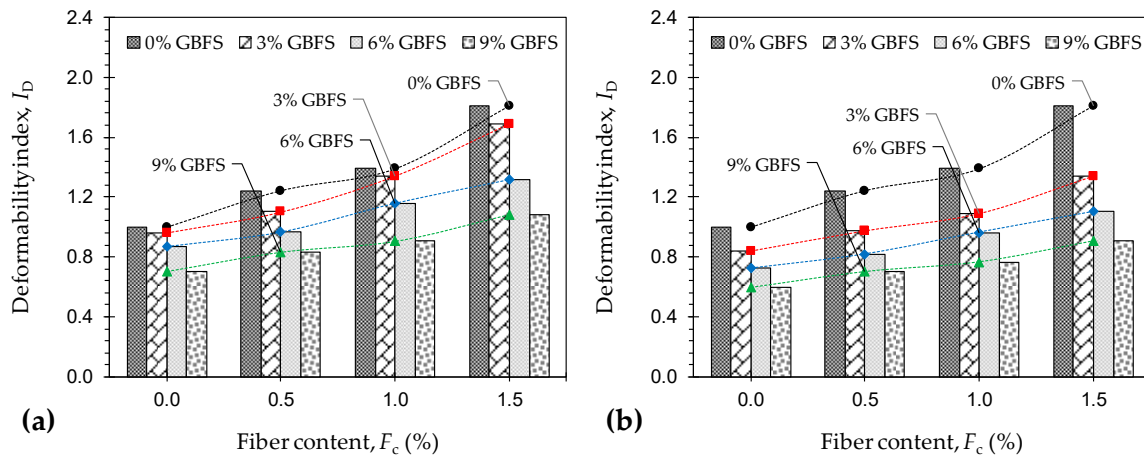 2.4
2.0
1.6
1.2
0.8
0.4
0.0
Deformability index, I_D
0% GBFS 3% GBFS 6% GBFS 9% GBFS
0% GBFS
3% GBFS
6% GBFS
9% GBFS
0.0 0.5 1.0 1.5
Fiber content, F_c (%)
(a)
2.4
2.0
1.6
1.2
0.8
0.4
0.0
Deformability index, I_D
0% GBFS 3% GBFS 6% GBFS 9% GBFS
0% GBFS
3% GBFS
6% GBFS
9% GBFS
0.0 0.5 1.0 1.5
Fiber content, F_c (%)
(b)